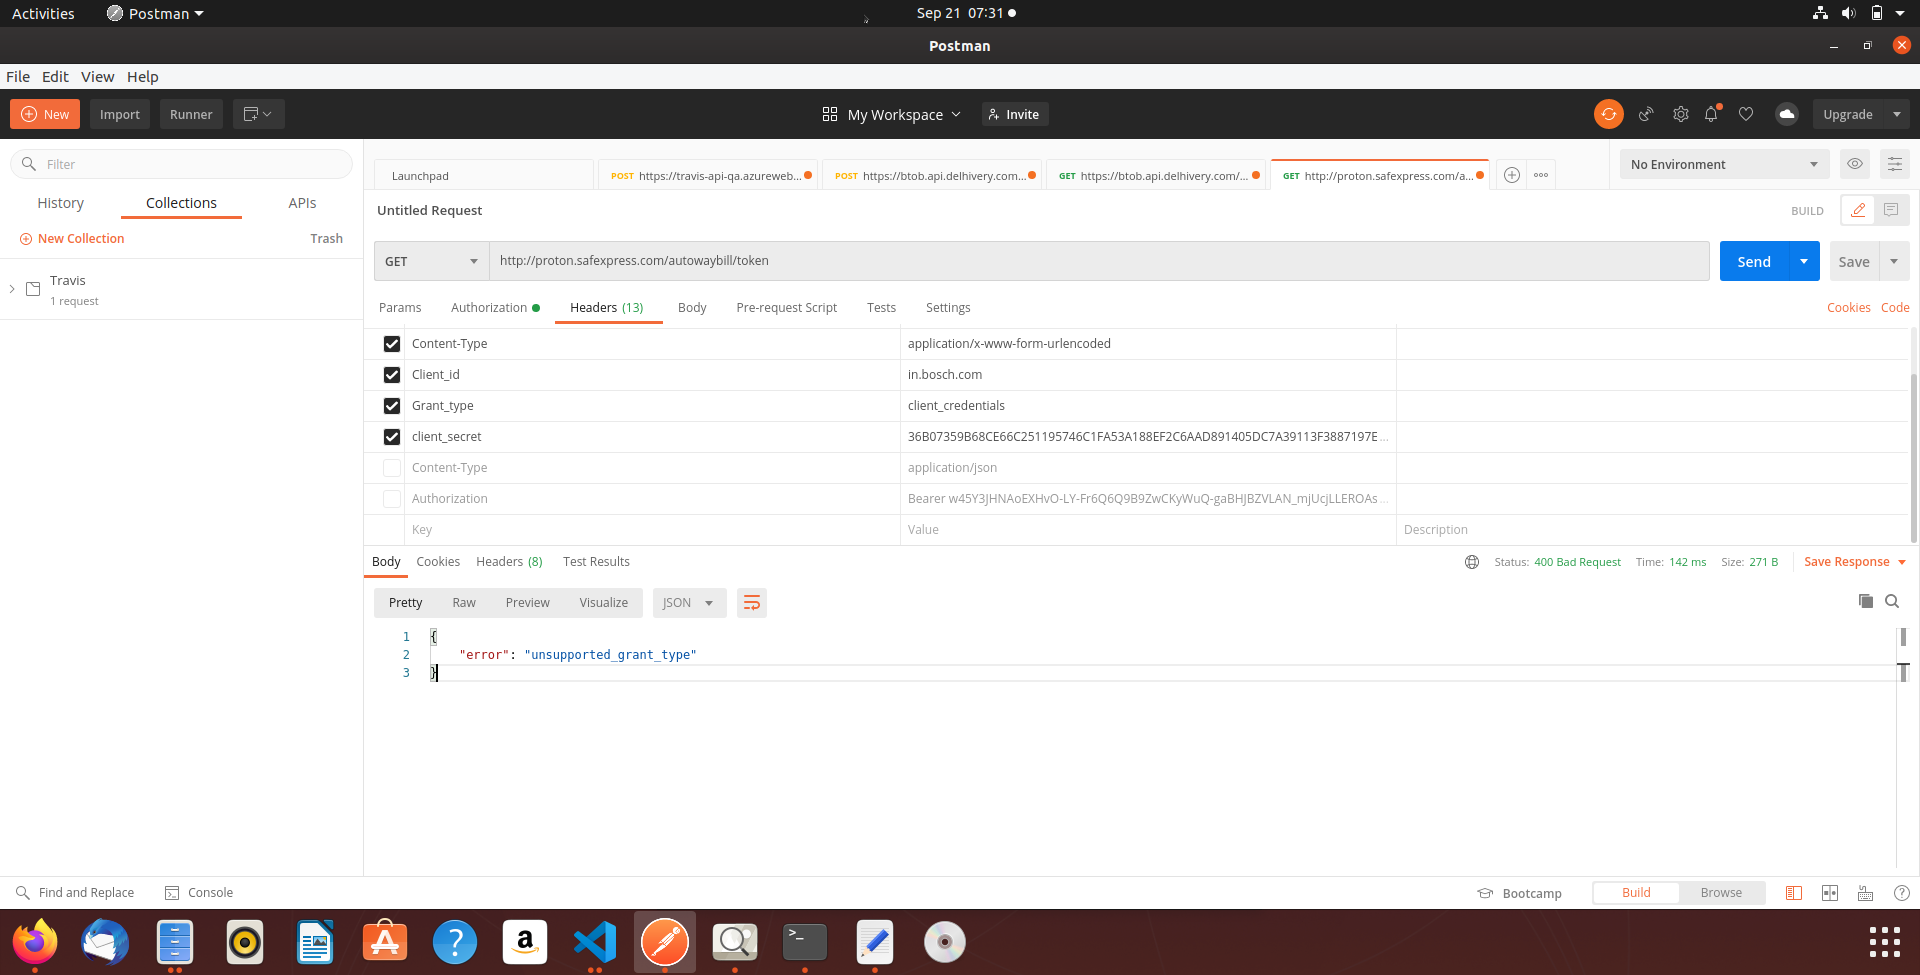 Activities Postman Sep 21 07:31
Postman
File Edit View Help
New Import Runner My Workspace Invite Upgrade
Filter
History Collections APIs
New Collection Trash
Travis
1 request
Launchpad POST https://travis-api-qa.azureweb... POST https://btob.api.delhivery.com... GET https://btob.api.delhivery.com/... GET http://proton.safexpress.com/a... No Environment
Untitled Request BUILD
GET http://proton.safexpress.com/autowaybill/token Send Save
Params Authorization Headers (13) Body Pre-request Script Tests Settings Cookies Code
Content-Type application/x-www-form-urlencoded
Client_id in.bosch.com
Grant_type client_credentials
client_secret 36B07359B68CE66C251195746C1FA53A188EF2C6AAD891405DC7A39113F3887197E...
Content-Type application/json
Authorization Bearer w45Y3JHNAoEXHvO-LY-Fr6Q6Q9B9ZwCKyWuQ-gaBHJBZVLAN_mjUcjLLEROAs...
Key Value Description
Body Cookies Headers (8) Test Results Status: 400 Bad Request Time: 142 ms Size: 271 B Save Response
Pretty Raw Preview Visualize JSON
1 {
2 "error": "unsupported_grant_type"
3 }
Find and Replace Console Bootcamp Build Browse